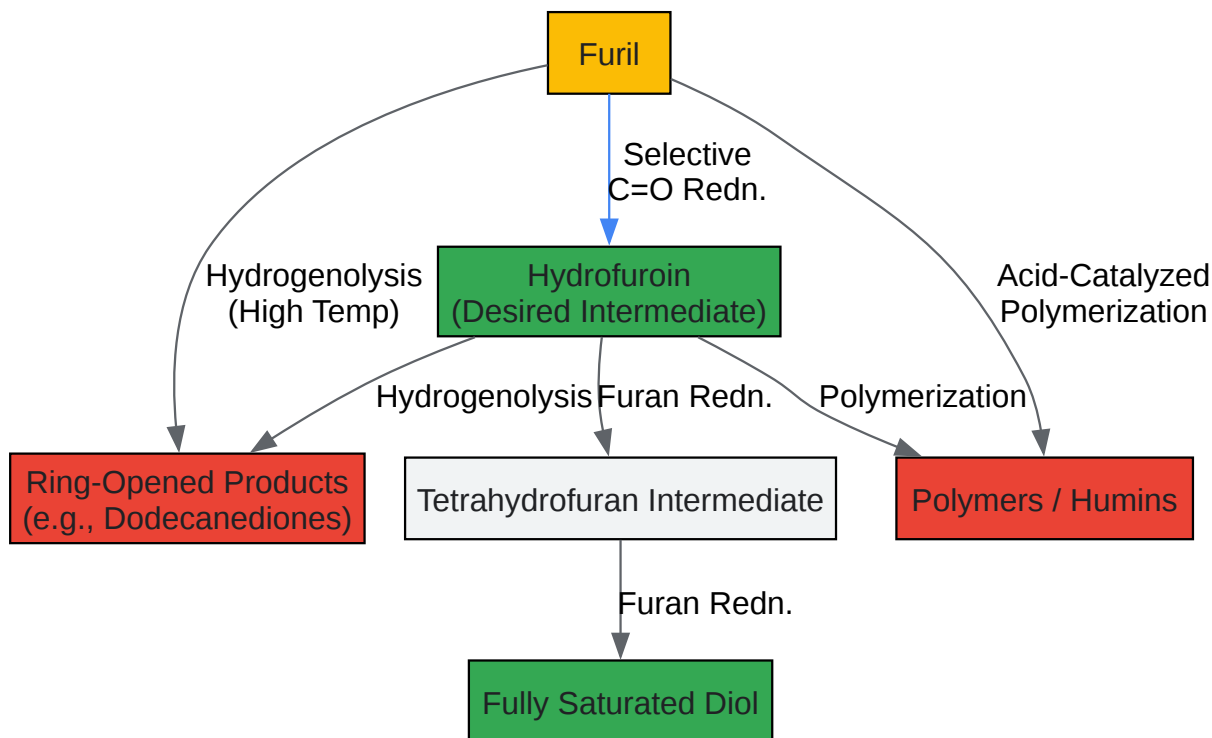 Furil
Selective
C=O Redn.
Hydrofuroin
(Desired Intermediate)
Hydrogenolysis
(High Temp)
Acid-Catalyzed
Polymerization
Hydrogenolysis
Furan Redn.
Polymerization
Ring-Opened Products
(e.g., Dodecanediones)
Tetrahydrofuran Intermediate
Polymers / Humins
Furan Redn.
Fully Saturated Diol